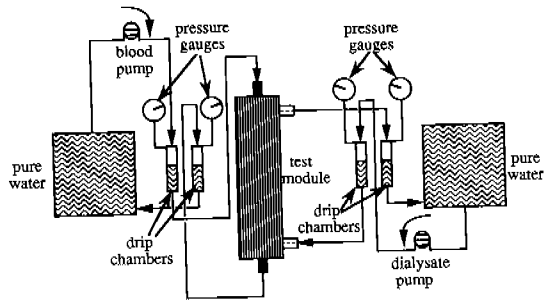 blood
pump
pressure
gauges
pressure
gauges
pure
water
test
module
pure
water
drip
chambers
drip
chambers
dialysate
pump